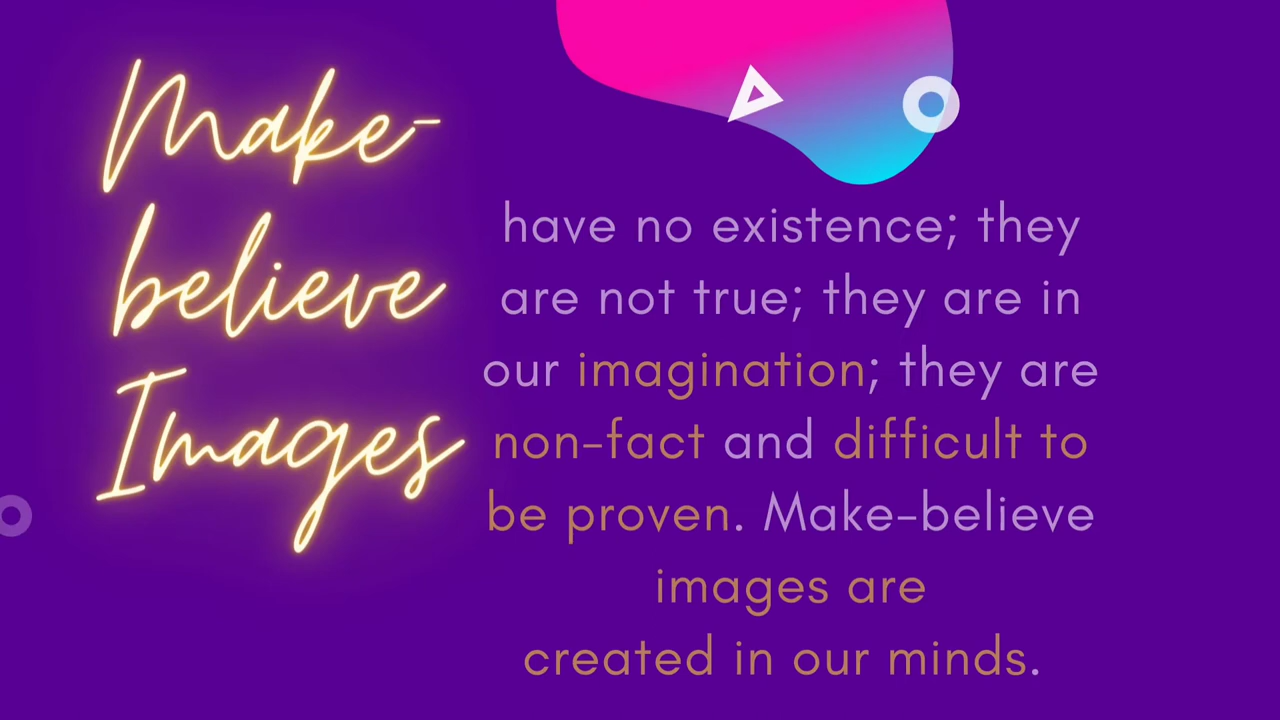 Make-
believe
Images
have no existence; they
are not true; they are in
our imagination; they are
non-fact and difficult to
be proven. Make-believe
images are
created in our minds.